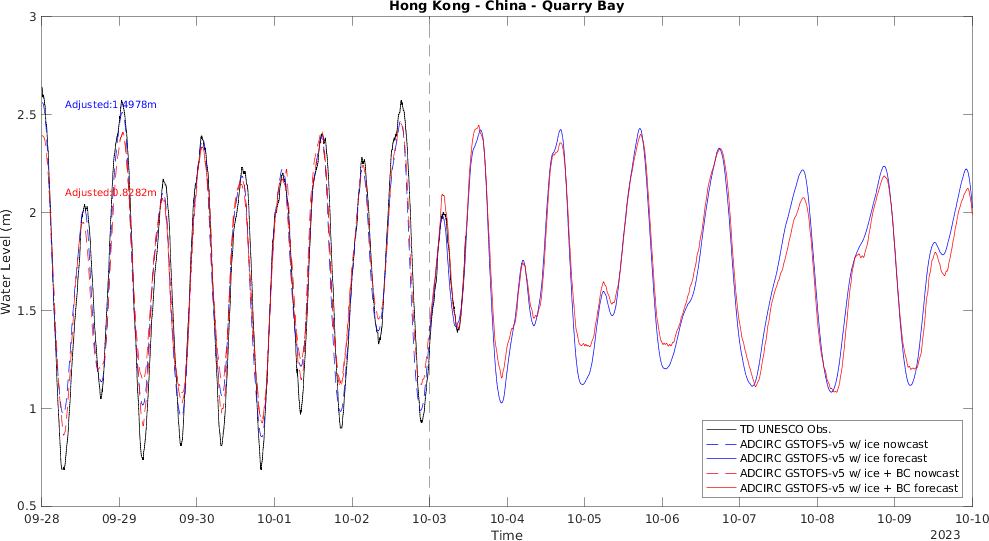 Hong Kong - China - Quarry Bay
3
2.5
2
1.5
1
0.5
Water Level (m)
Adjusted:1.4978m
Adjusted:0.8282m
TD UNESCO Obs.
ADCIRC GSTOFS-v5 w/ ice nowcast
ADCIRC GSTOFS-v5 w/ ice forecast
ADCIRC GSTOFS-v5 w/ ice + BC nowcast
ADCIRC GSTOFS-v5 w/ ice + BC forecast
09-28 09-29 09-30 10-01 10-02 10-03 10-04 10-05 10-06 10-07 10-08 10-09 10-10
Time
2023